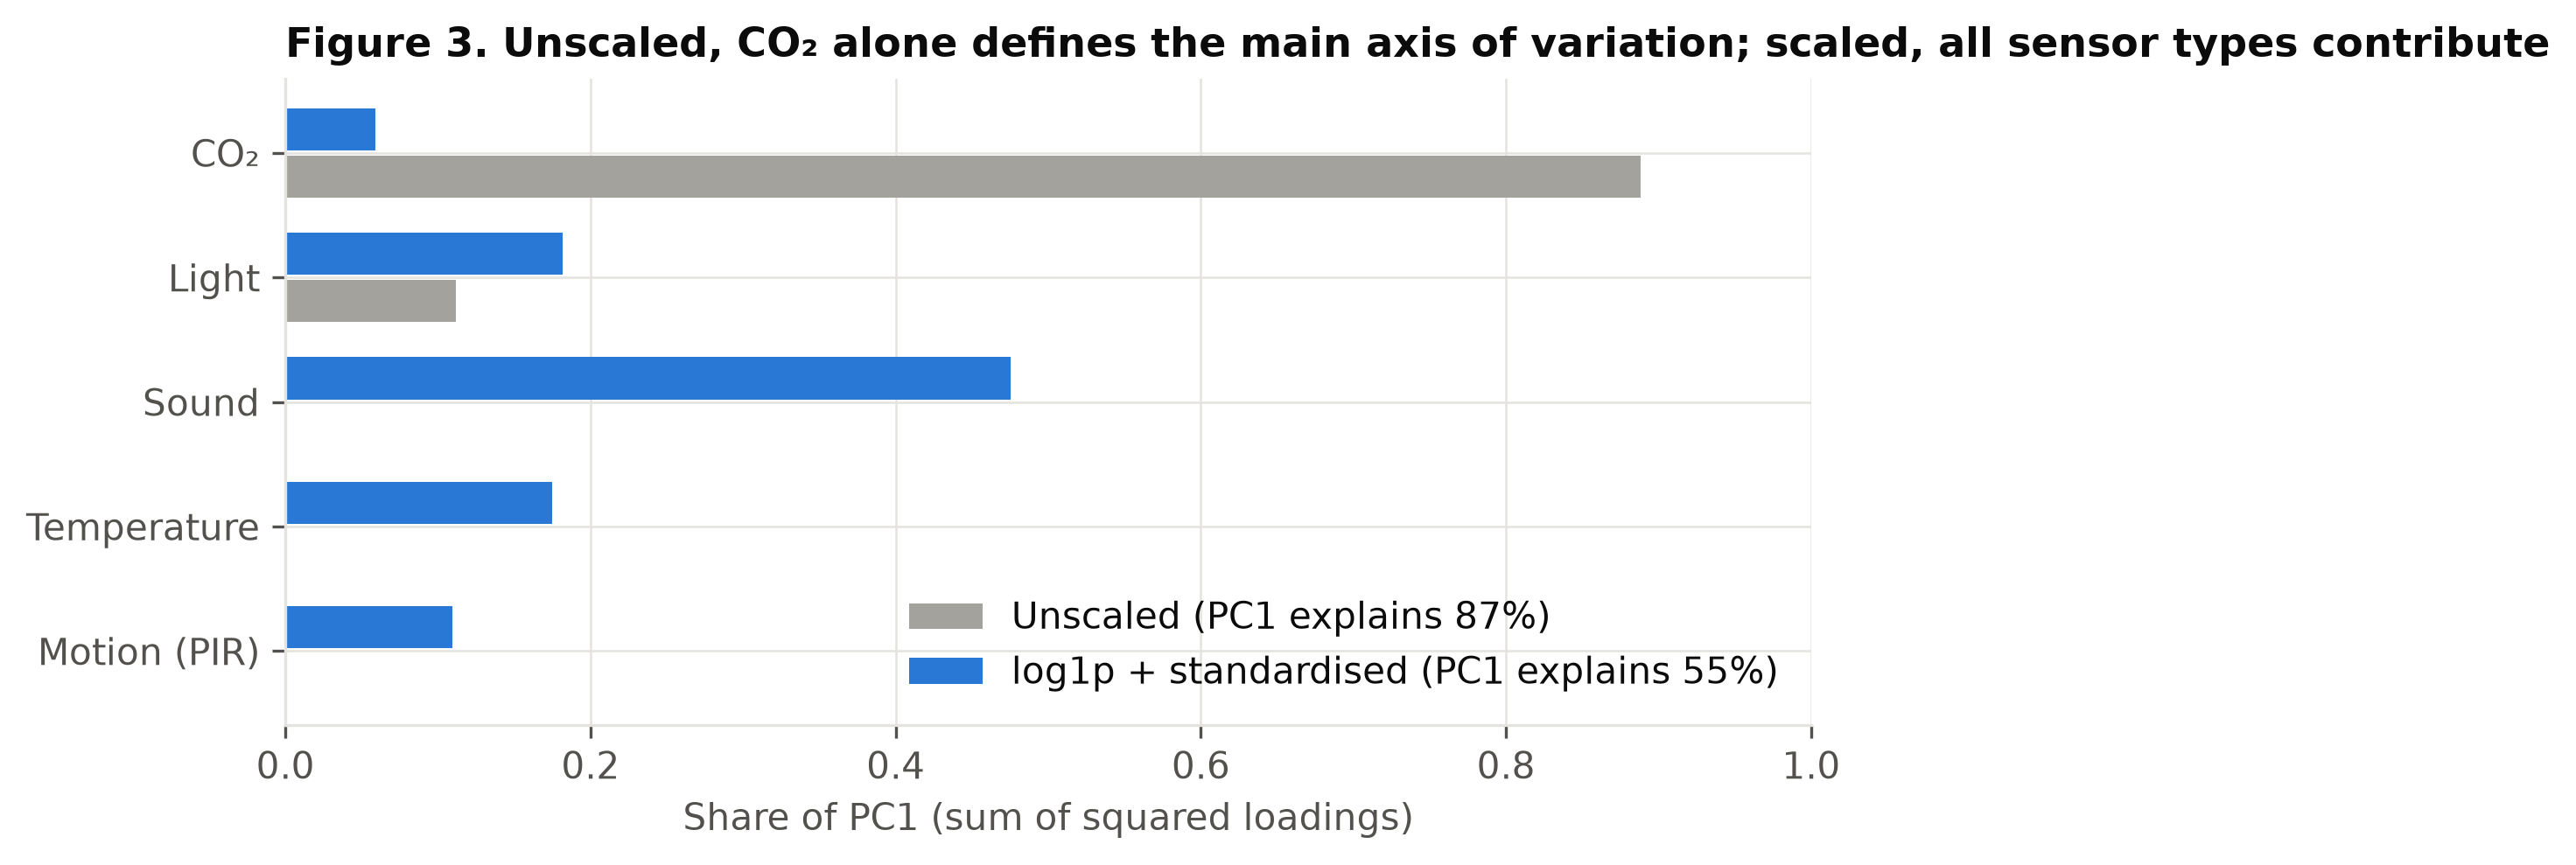 Figure 3. Unscaled, CO₂ alone defines the main axis of variation; scaled, all sensor types contribute
CO₂
Light
Sound
Temperature
Motion (PIR)
Unscaled (PC1 explains 87%)
log1p + standardised (PC1 explains 55%)
0.0 0.2 0.4 0.6 0.8 1.0
Share of PC1 (sum of squared loadings)